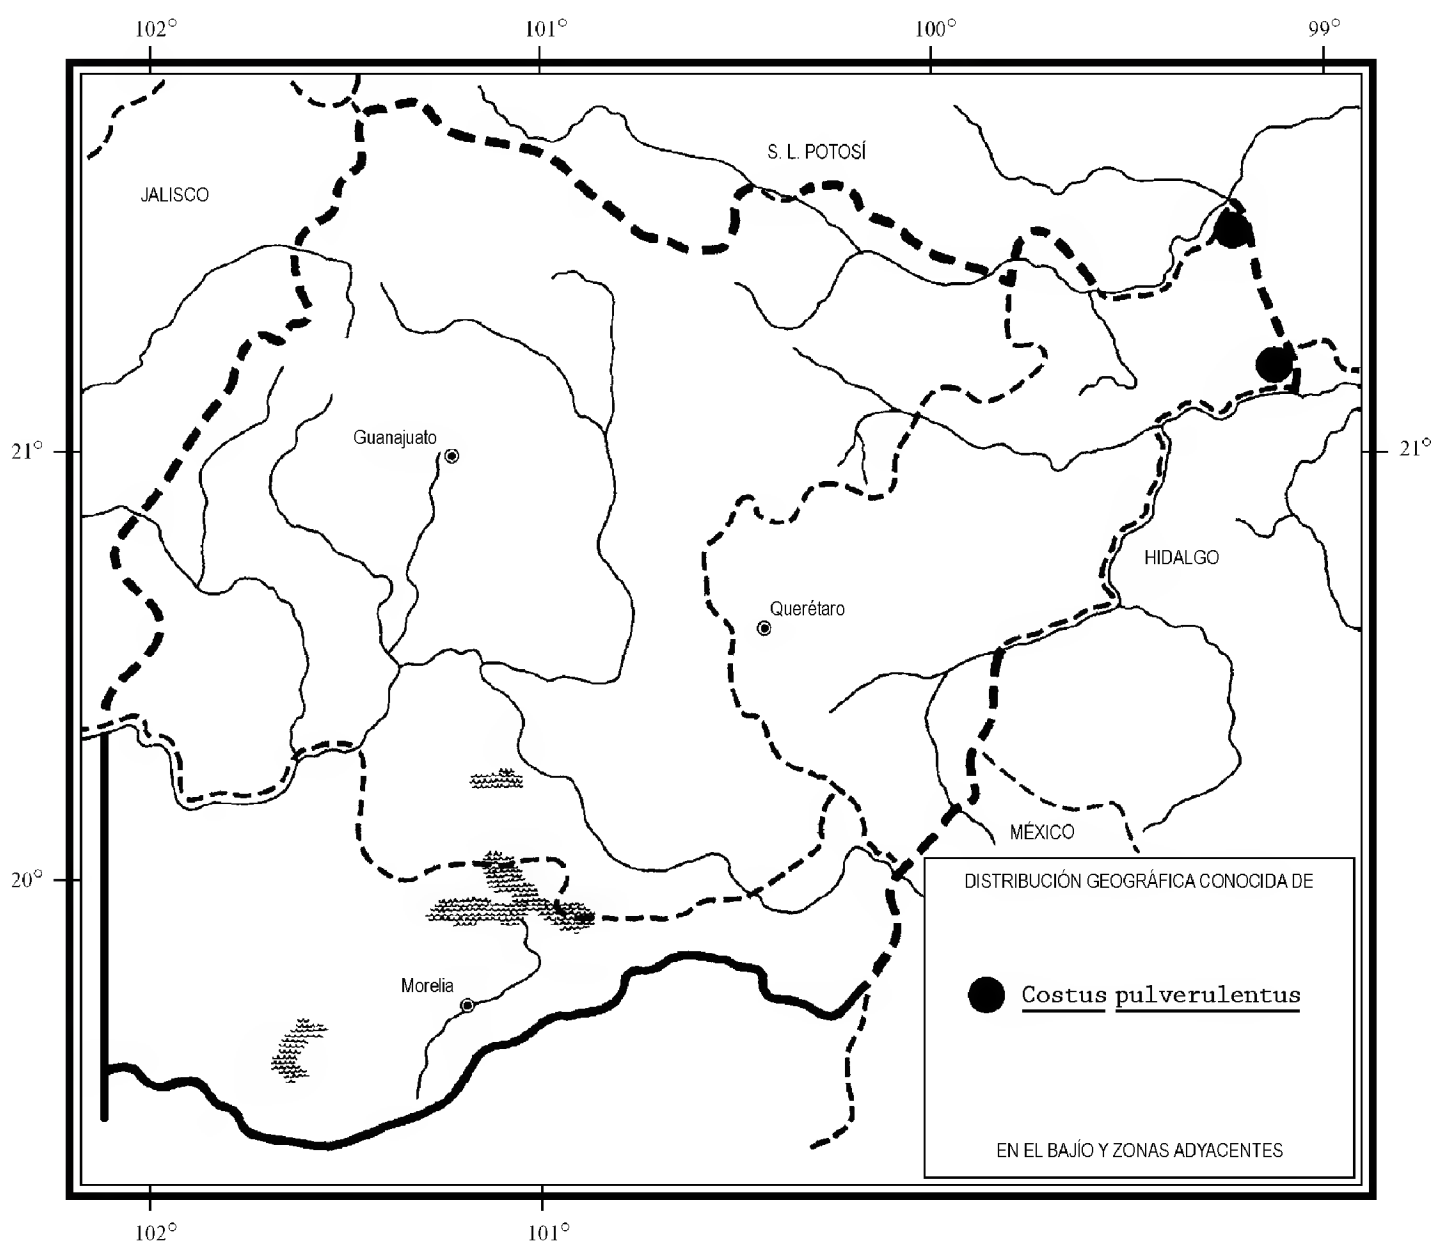 102° 101° 100° 99°
S. L. POTOSÍ
JALISCO
Guanajuato
21° 21°
HIDALGO
Querétaro
MÉXICO
20°
DISTRIBUCIÓN GEOGRÁFICA CONOCIDA DE
Morelia
Costus pulverulentus
EN EL BAJÍO Y ZONAS ADYACENTES
102° 101°